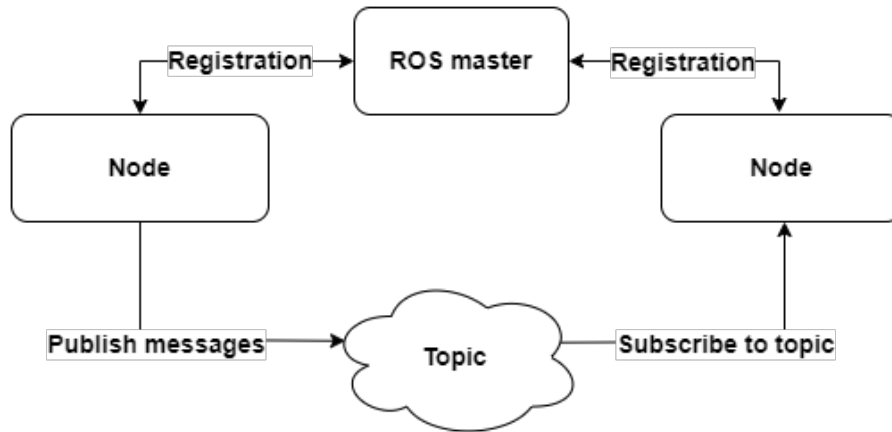 Registration
ROS master
Registration
Node
Node
Publish messages
Topic
Subscribe to topic